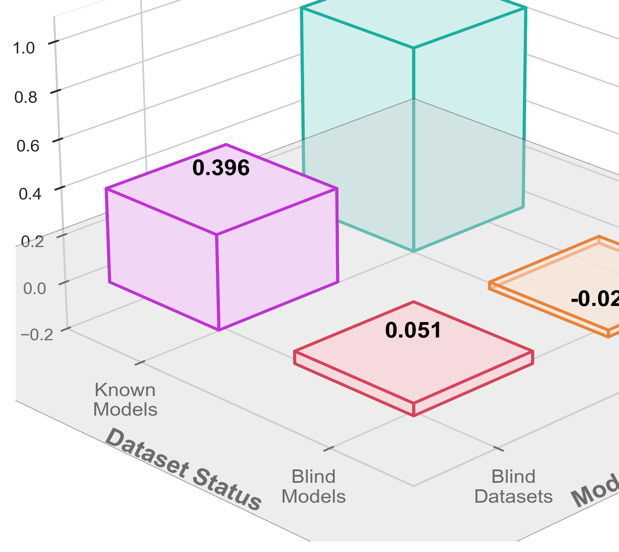 1.0
0.8
0.6
0.4
0.2
0.0
−0.2
0.396
0.051
-0.02
Known
Models
Blind
Models
Blind
Datasets
Dataset Status